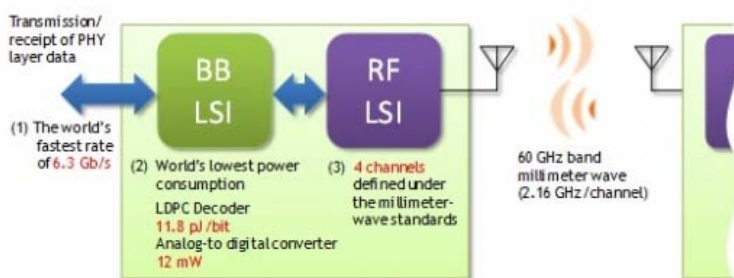 Transmission/
receipt of PHY
layer data
(1) The world's
fastest rate
of 6.3 Gb/s
BB
LSI
(2) World's lowest power
consumption
LDPC Decoder
11.8 pJ/bit
Analog-to digital converter
12 mW
RF
LSI
(3) 4 channels
defined under
the millimeter-
wave standards
60 GHz band
millimeter wave
(2.16 GHz/channel)